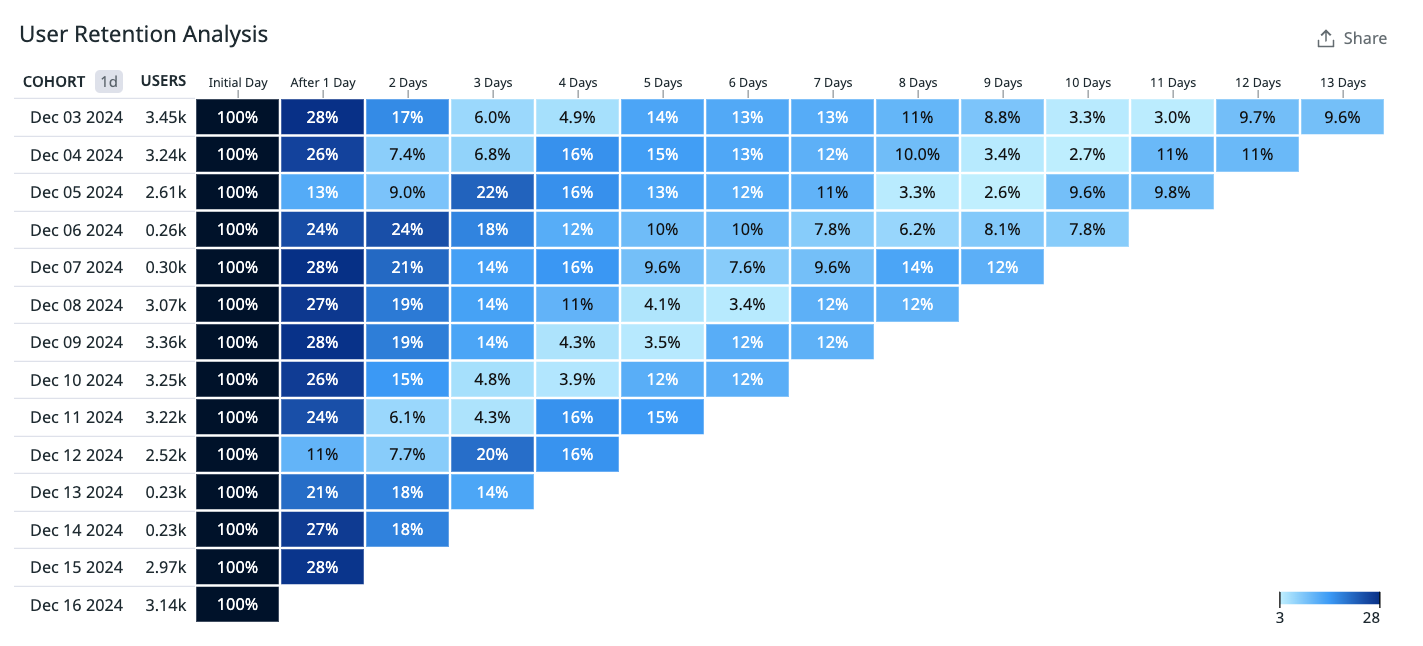 User Retention Analysis
Share
COHORT 1d USERS Initial Day After 1 Day 2 Days 3 Days 4 Days 5 Days 6 Days 7 Days 8 Days 9 Days 10 Days 11 Days 12 Days 13 Days
Dec 03 2024 3.45k 100% 28% 17% 6.0% 4.9% 14% 13% 13% 11% 8.8% 3.3% 3.0% 9.7% 9.6%
Dec 04 2024 3.24k 100% 26% 7.4% 6.8% 16% 15% 13% 12% 10.0% 3.4% 2.7% 11% 11%
Dec 05 2024 2.61k 100% 13% 9.0% 22% 16% 13% 12% 11% 3.3% 2.6% 9.6% 9.8%
Dec 06 2024 0.26k 100% 24% 24% 18% 12% 10% 10% 7.8% 6.2% 8.1% 7.8%
Dec 07 2024 0.30k 100% 28% 21% 14% 16% 9.6% 7.6% 9.6% 14% 12%
Dec 08 2024 3.07k 100% 27% 19% 14% 11% 4.1% 3.4% 12% 12%
Dec 09 2024 3.36k 100% 28% 19% 14% 4.3% 3.5% 12% 12%
Dec 10 2024 3.25k 100% 26% 15% 4.8% 3.9% 12% 12%
Dec 11 2024 3.22k 100% 24% 6.1% 4.3% 16% 15%
Dec 12 2024 2.52k 100% 11% 7.7% 20% 16%
Dec 13 2024 0.23k 100% 21% 18% 14%
Dec 14 2024 0.23k 100% 27% 18%
Dec 15 2024 2.97k 100% 28%
Dec 16 2024 3.14k 100%
3 28